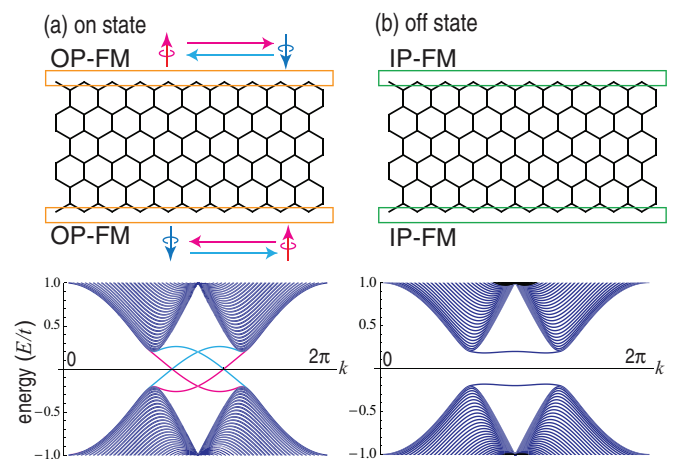 (a) on state
OP-FM
OP-FM
1.0
0.5
0
2π
k
−0.5
−1.0
energy (E/t)
(b) off state
IP-FM
IP-FM
1.0
0.5
0
2π
k
−0.5
−1.0